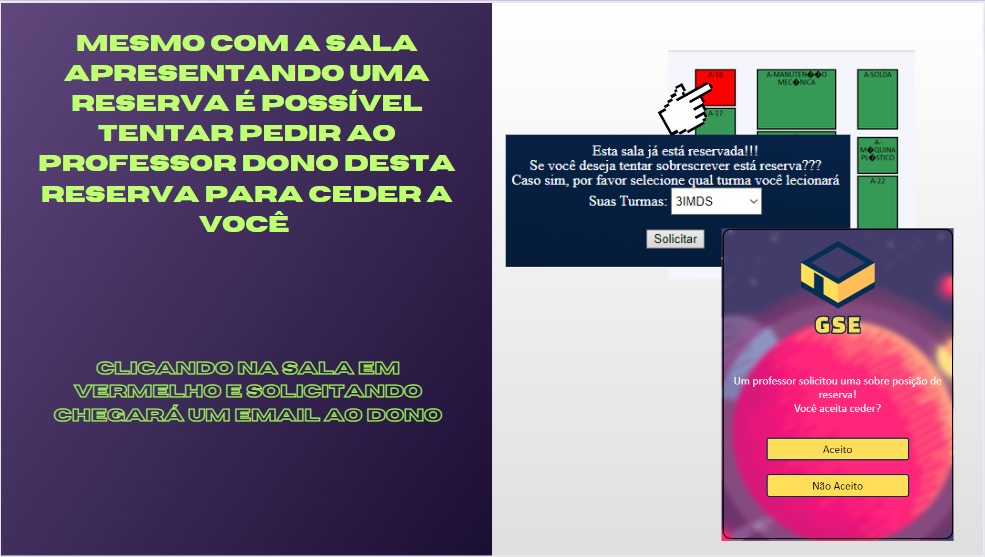 MESMO COM A SALA
APRESENTANDO UMA
RESERVA É POSSÍVEL
TENTAR PEDIR AO
PROFESSOR DONO DESTA
RESERVA PARA CEDER A
VOCÊ
CLICANDO NA SALA EM
VERMELHO E SOLICITANDO
CHEGARÁ UM EMAIL AO DONO
A-18
A-MANUTEN��O
MEC�NICA
A-SOLDA
A-17
A-
M�QUINA
PL�STICO
A-22
Esta sala já está reservada!!!
Se você deseja tentar sobrescrever está reserva???
Caso sim, por favor selecione qual turma você lecionará
Suas Turmas: 3IMDS
Solicitar
GSE
Um professor solicitou uma sobre posição de
reserva!
Você aceita ceder?
Aceito
Não Aceito